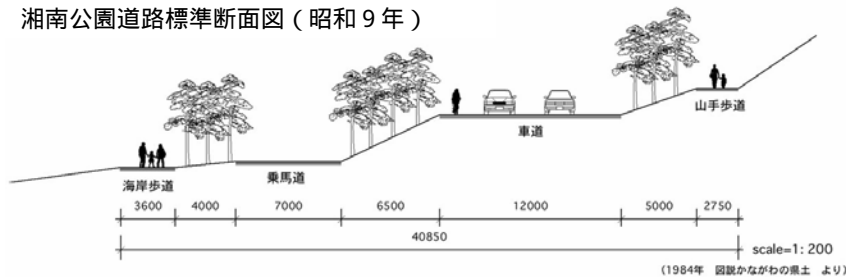 湘南公園道路標準断面図（昭和９年）
山手歩道
車道
乗馬道
海岸歩道
3600 4000 7000 6500 12000 5000 2750
40850
scale=1: 200
（1984年　図説かながわの県土　より）